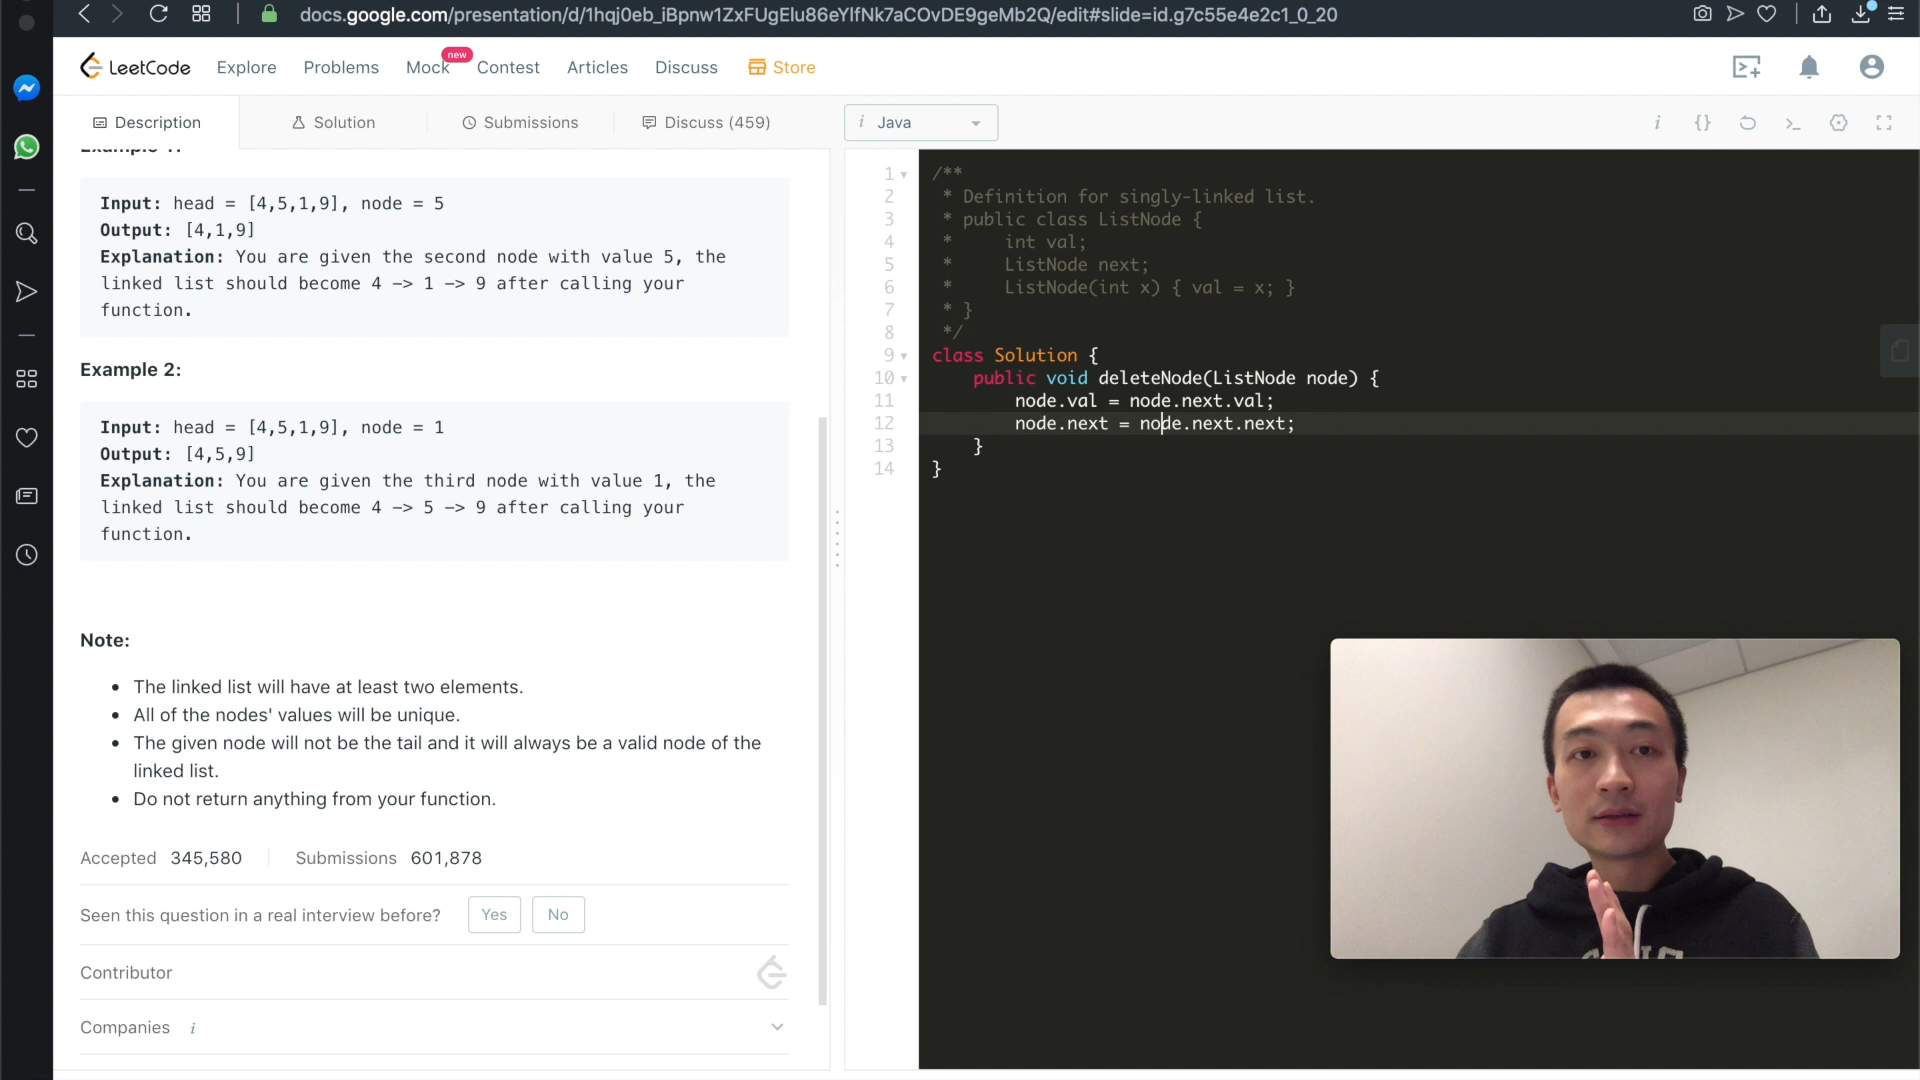 docs.google.com/presentation/d/1hqj0eb_iBpnw1ZxFUgElu86eYlfNk7aCOvDE9geMb2Q/edit#slide=id.g7c55e4e2c1_0_20
LeetCode
Explore
Problems
Mock
new
Contest
Articles
Discuss
Store
Description
Solution
Submissions
Discuss (459)
i Java
Example 1:
Input: head = [4,5,1,9], node = 5
Output: [4,1,9]
Explanation: You are given the second node with value 5, the
linked list should become 4 -> 1 -> 9 after calling your
function.
Example 2:
Input: head = [4,5,1,9], node = 1
Output: [4,5,9]
Explanation: You are given the third node with value 1, the
linked list should become 4 -> 5 -> 9 after calling your
function.
Note:
• The linked list will have at least two elements.
• All of the nodes' values will be unique.
• The given node will not be the tail and it will always be a valid node of the
linked list.
• Do not return anything from your function.
Accepted 345,580
Submissions 601,878
Seen this question in a real interview before?
Yes
No
Contributor
Companies i
1 /**
2 * Definition for singly-linked list.
3 * public class ListNode {
4 * int val;
5 * ListNode next;
6 * ListNode(int x) { val = x; }
7 * }
8 */
9 class Solution {
10 public void deleteNode(ListNode node) {
11 node.val = node.next.val;
12 node.next = node.next.next;
13 }
14 }